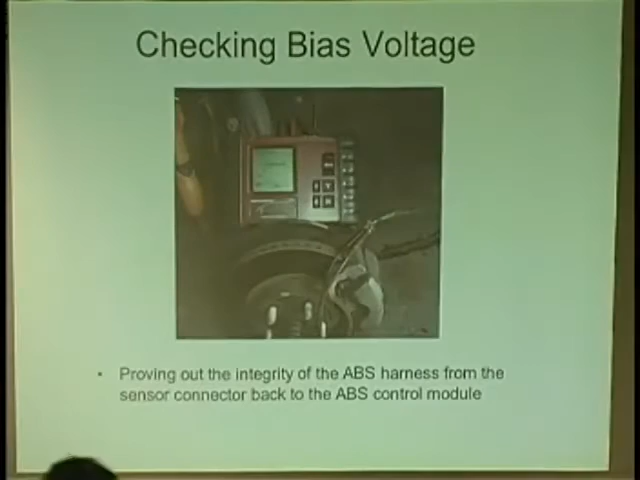 Checking Bias Voltage
• Proving out the integrity of the ABS harness from the
sensor connector back to the ABS control module